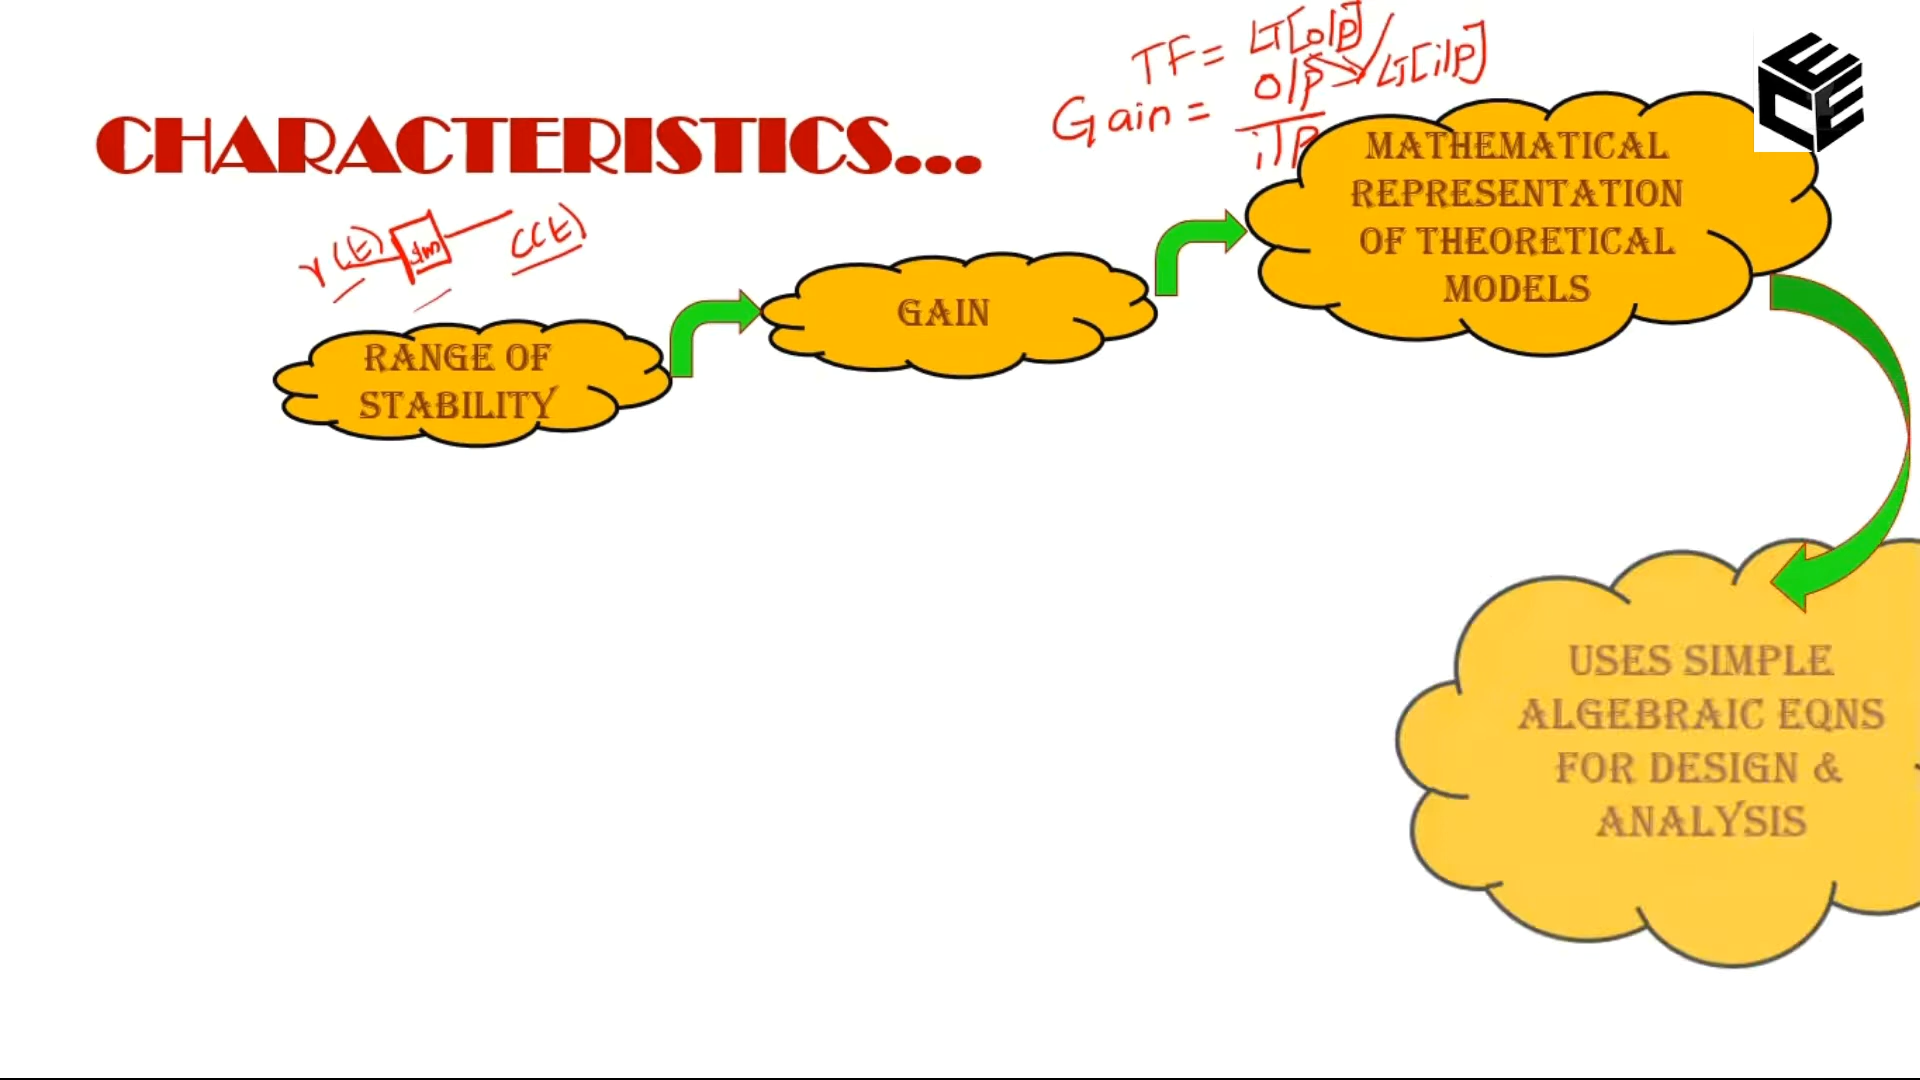 TF = LT[o/p] / LT[i/p]
Gain = o/p
i/p
CHARACTERISTICS...
r(t)
c(t)
MATHEMATICAL
REPRESENTATION
OF THEORETICAL
MODELS
GAIN
RANGE OF
STABILITY
USES SIMPLE
ALGEBRAIC EQNS
FOR DESIGN &
ANALYSIS
ECE